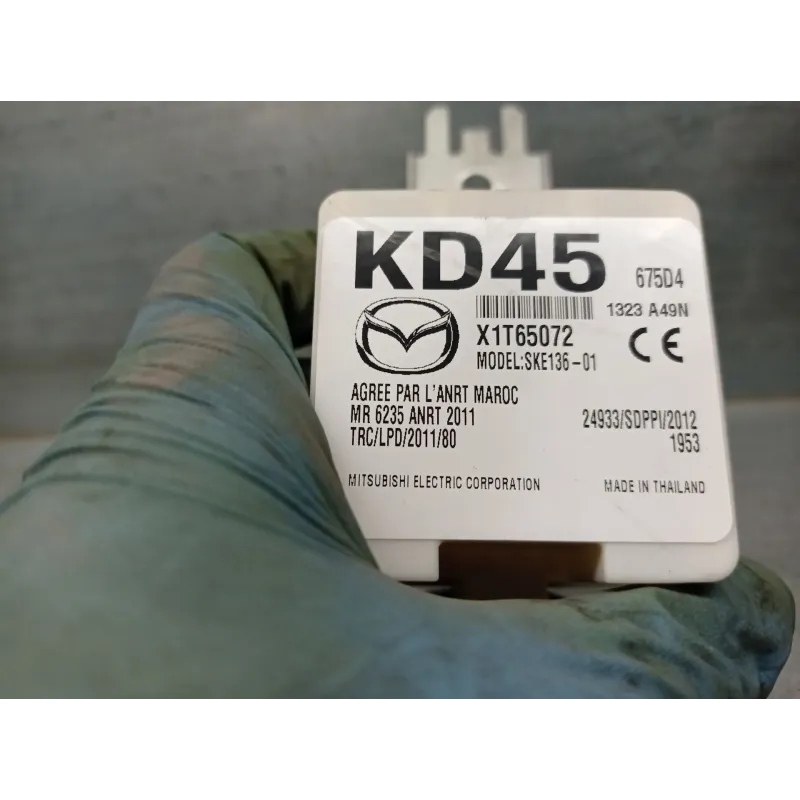 KD45 675D4
1323 A49N
X1T65072
MODEL:SKE136-01 CE
AGREE PAR L'ANRT MAROC
MR 6235 ANRT 2011 24933/SDPPI/2012
TRC/LPD/2011/80 1953
MITSUBISHI ELECTRIC CORPORATION MADE IN THAILAND